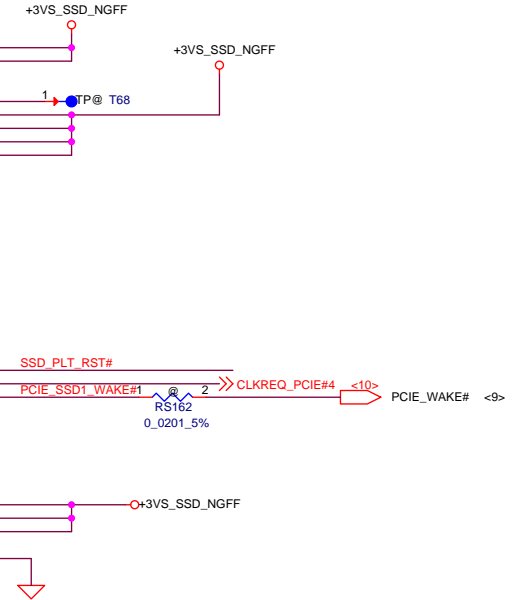 +3VS_SSD_NGFF
+3VS_SSD_NGFF
1 TP@ T68
SSD_PLT_RST#
CLKREQ_PCIE#4 <10>
PCIE_SSD1_WAKE# 1 @ 2
PCIE_WAKE# <9>
RS162
0_0201_5%
+3VS_SSD_NGFF